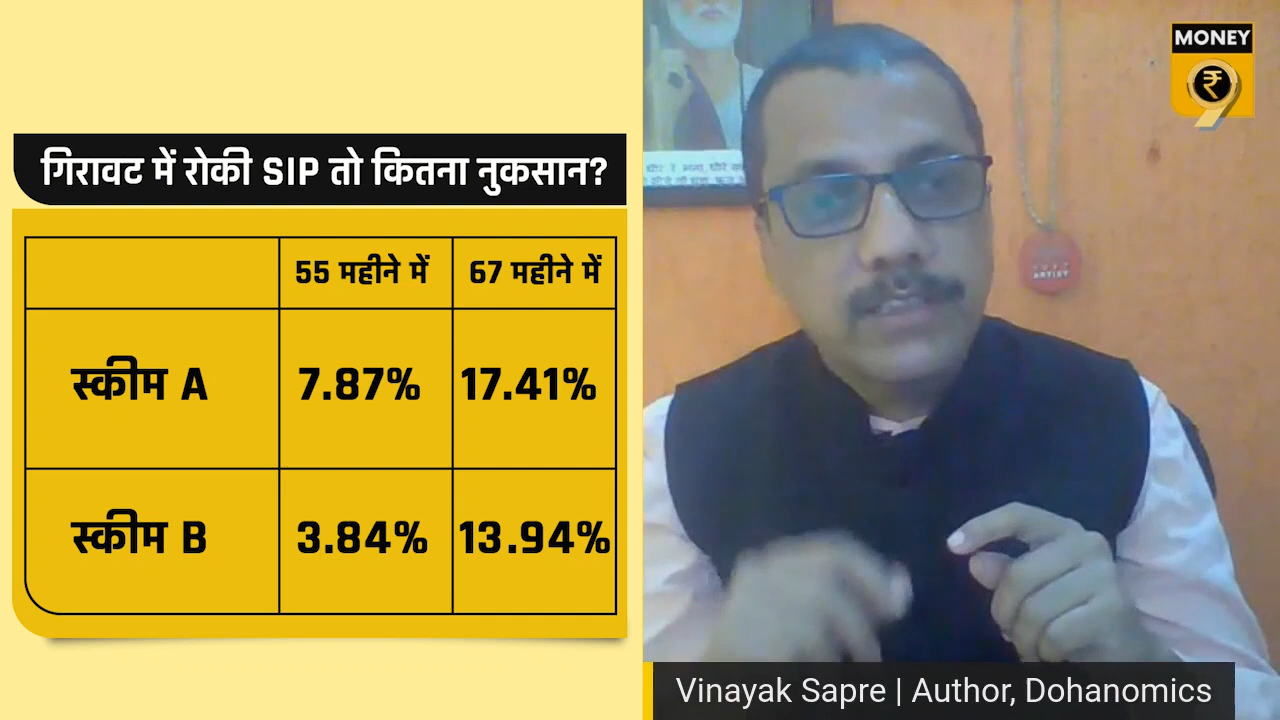 गिरावट में रोकी SIP तो कितना नुकसान?
55 महीने में 67 महीने में
स्कीम A 7.87% 17.41%
स्कीम B 3.84% 13.94%
MONEY
₹
9
ARTIST
Vinayak Sapre | Author, Dohanomics